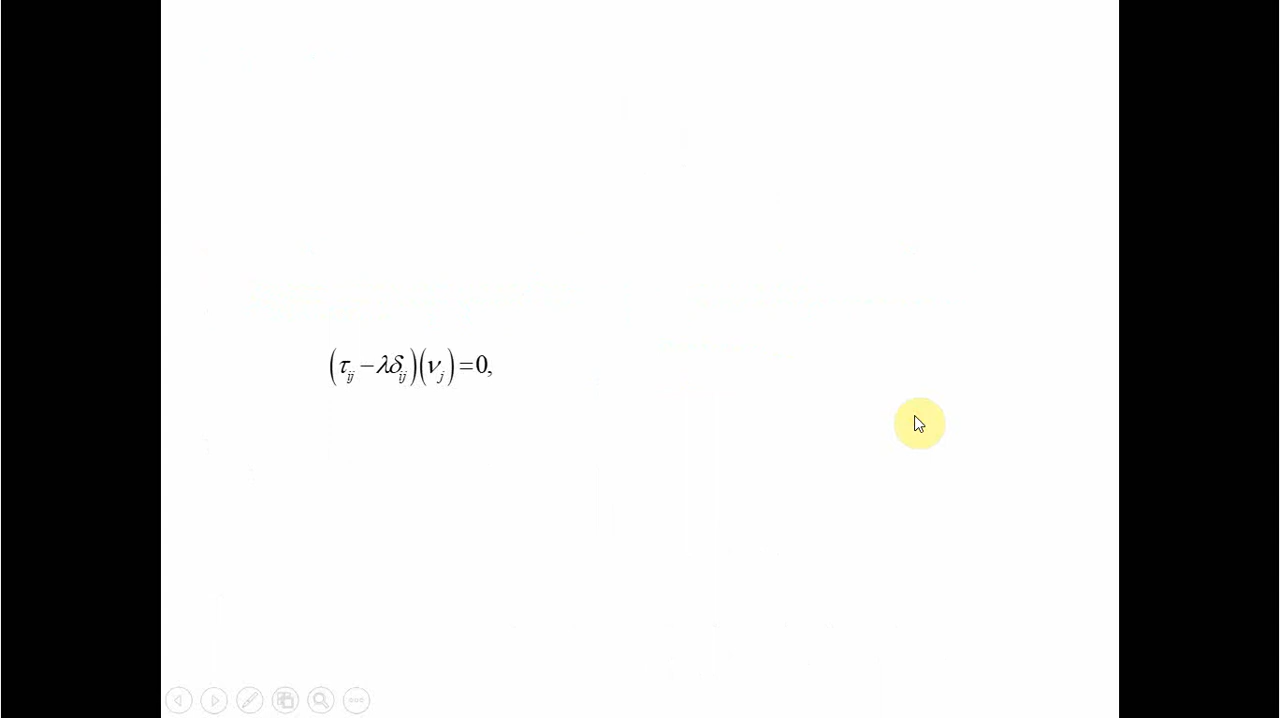 (τ_ij − λδ_ij)(ν_j) = 0,